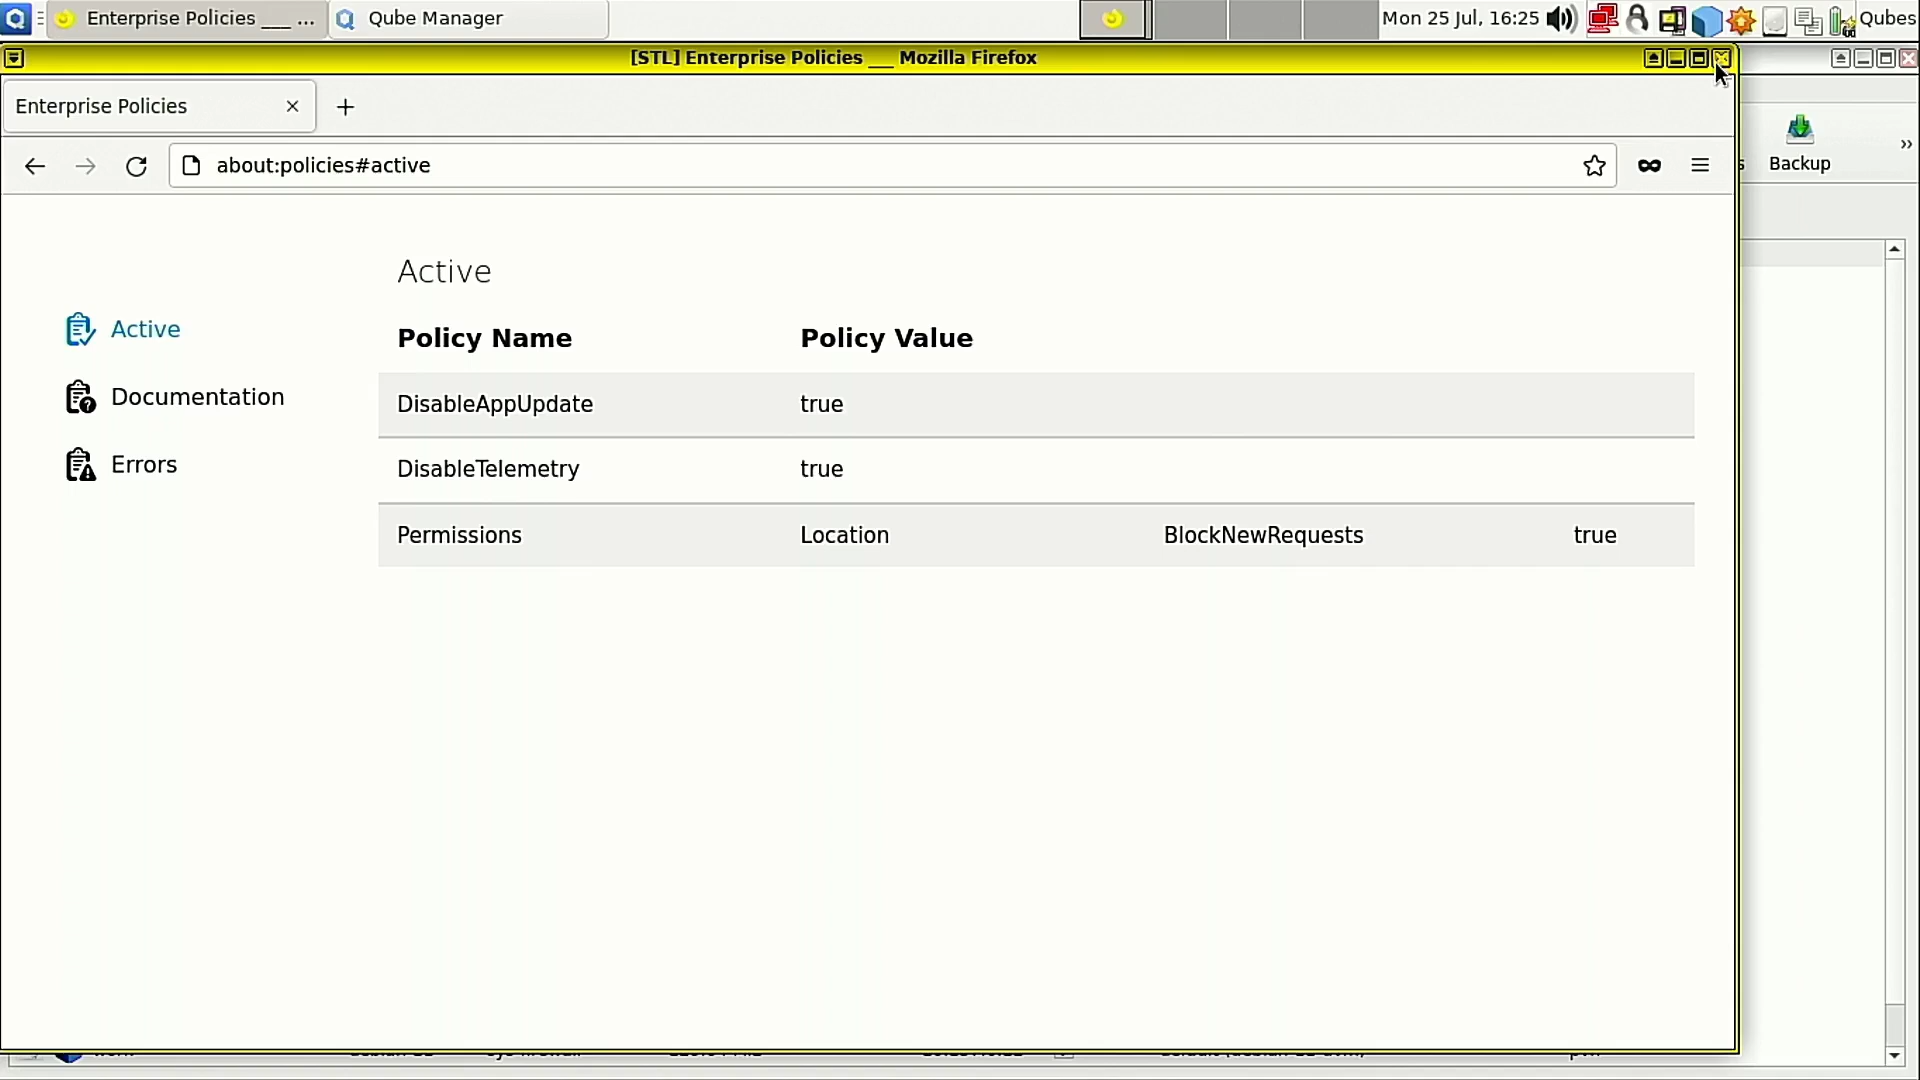 Enterprise Policies ___ ...
Qube Manager
Mon 25 Jul, 16:25
Qubes
[STL] Enterprise Policies ___ Mozilla Firefox
Enterprise Policies
about:policies#active
Backup
Active
Active
Documentation
Errors
Policy Name Policy Value
DisableAppUpdate true
DisableTelemetry true
Permissions Location BlockNewRequests true